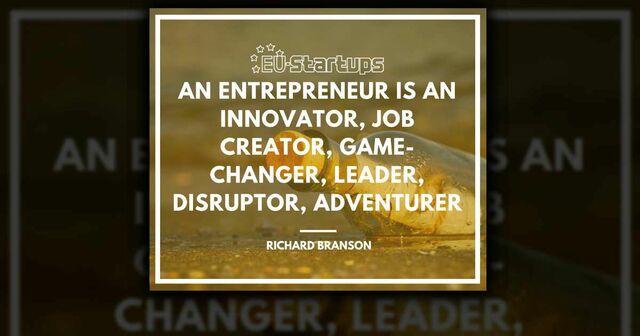 EU-Startups
AN ENTREPRENEUR IS AN
INNOVATOR, JOB
CREATOR, GAME-
CHANGER, LEADER,
DISRUPTOR, ADVENTURER
RICHARD BRANSON